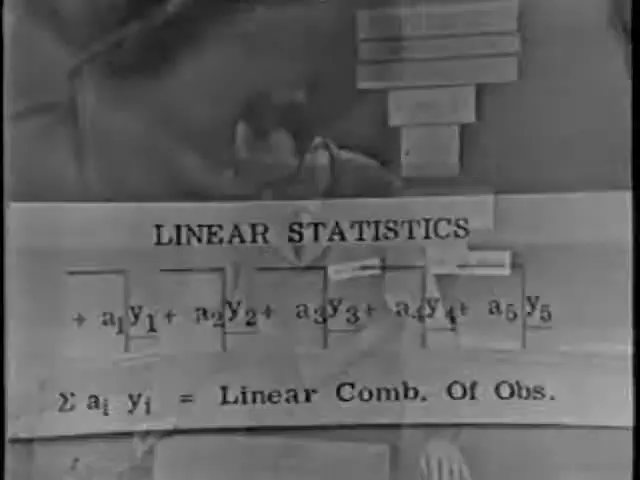 LINEAR STATISTICS
+ a₁y₁ + a₂y₂ + a₃y₃ + a₄y₄ + a₅y₅
Σ aᵢ yᵢ = Linear Comb. Of Obs.